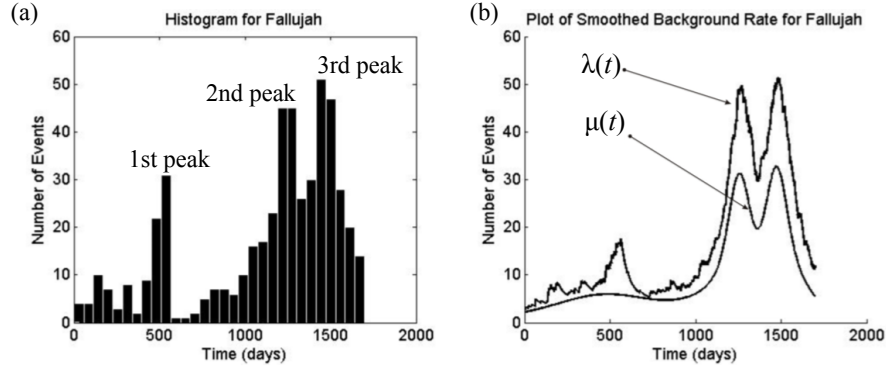 (a)
Histogram for Fallujah
60
50
40
30
20
10
0
Number of Events
1st peak
2nd peak
3rd peak
0
500
1000
1500
2000
Time (days)
(b)
Plot of Smoothed Background Rate for Fallujah
60
50
40
30
20
10
0
Number of Events
λ(t)
μ(t)
0
500
1000
1500
2000
Time (days)